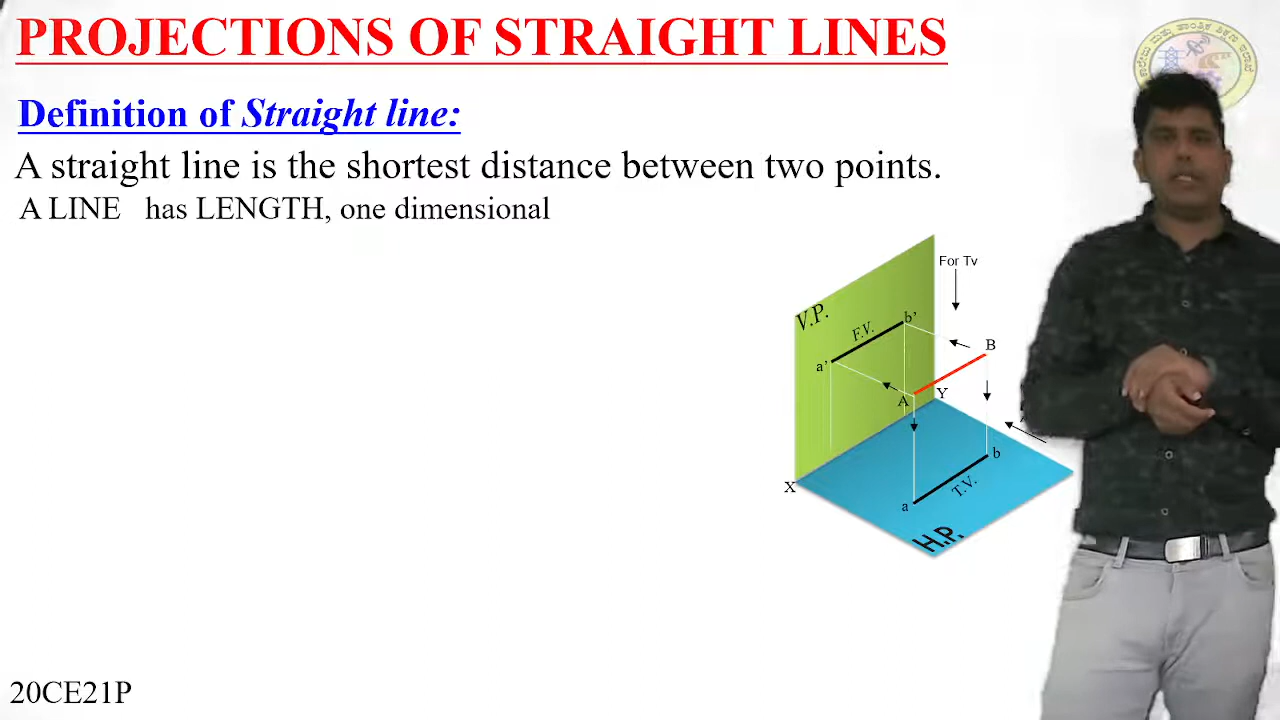 PROJECTIONS OF STRAIGHT LINES
Definition of Straight line:
A straight line is the shortest distance between two points.
A LINE has LENGTH, one dimensional
For Tv
V.P.
F.V.
b'
a'
B
A
Y
b
X
a
T.V.
H.P.
20CE21P